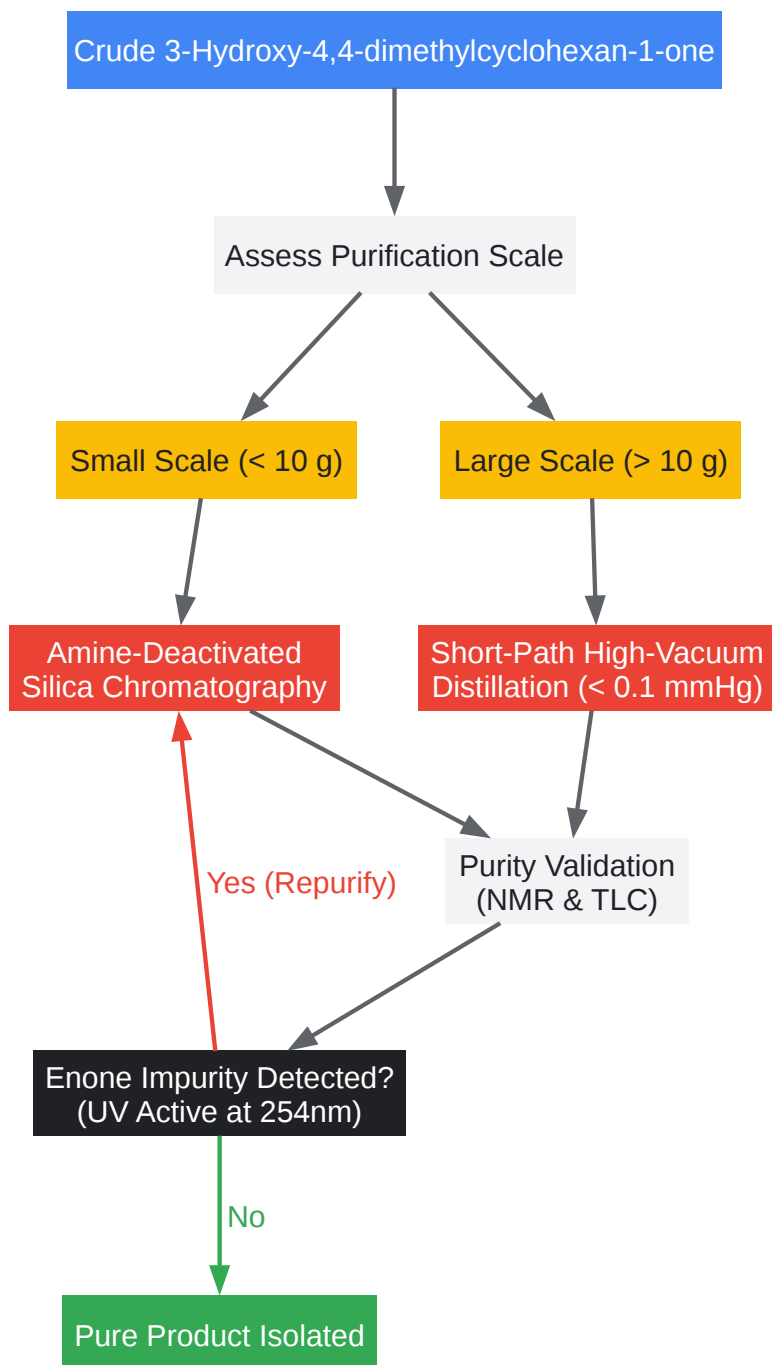 Crude 3-Hydroxy-4,4-dimethylcyclohexan-1-one
Assess Purification Scale
Small Scale (< 10 g)
Large Scale (> 10 g)
Amine-Deactivated
Silica Chromatography
Short-Path High-Vacuum
Distillation (< 0.1 mmHg)
Purity Validation
(NMR & TLC)
Yes (Repurify)
Enone Impurity Detected?
(UV Active at 254nm)
No
Pure Product Isolated